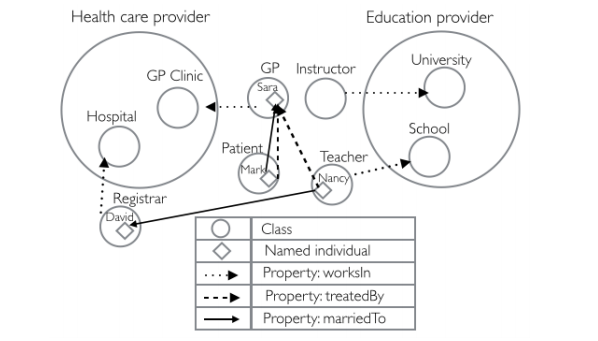 Health care provider
Education provider
GP
Instructor
University
GP Clinic
Sara
Hospital
School
Patient
Teacher
Mark
Nancy
Registrar
David
Class
Named individual
Property: worksIn
Property: treatedBy
Property: marriedTo